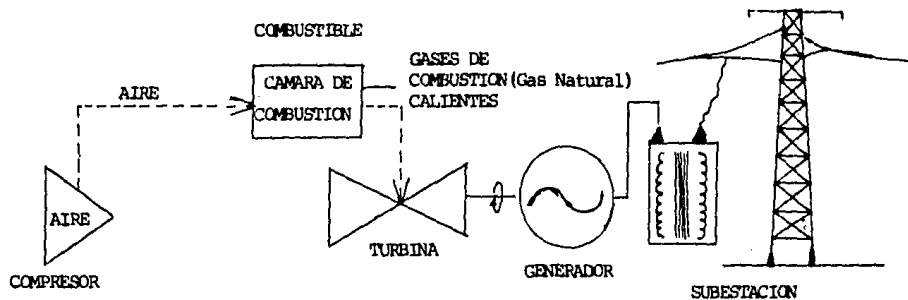 COMBUSTIBLE
CAMARA DE
COMBUSTION
GASES DE
COMBUSTION(Gas Natural)
CALIENTES
AIRE
AIRE
COMPRESOR
TURBINA
GENERADOR
SUBESTACION